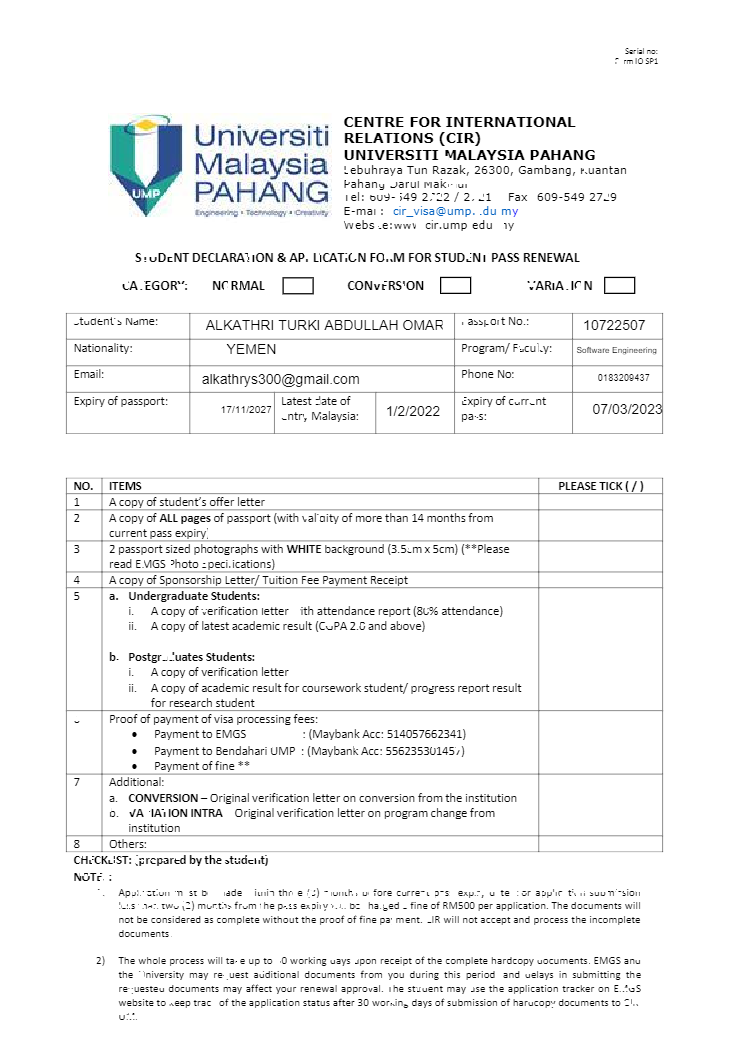 Serial no:
IO SP1
UMP
Universiti
Malaysia
PAHANG
Engineering • Technology • Creativity
CENTRE FOR INTERNATIONAL
RELATIONS (CIR)
UNIVERSITI MALAYSIA PAHANG
Lebuhraya Tun Razak, 26300, Gambang, Kuantan
Pahang Darul
Fax 609-549 2729
cir_visa@ump.
cir.ump edu
STUDENT DECLARATION & APPLICATION FORM FOR STUDENT PASS RENEWAL
CATEGORY: NORMAL CONVERSION VARIATION
Student's Name: ALKATHRI TURKI ABDULLAH OMAR Passport No.: 10722507
Nationality: YEMEN Program/ Faculty: Software Engineering
Email: alkathrys300@gmail.com Phone No: 0183209437
Expiry of passport: 17/11/2027 Latest date of entry Malaysia: 1/2/2022 Expiry of current pass: 07/03/2023
NO. ITEMS PLEASE TICK ( / )
1 A copy of student's offer letter
2 A copy of ALL pages of passport (with validity of more than 14 months from
current pass expiry)
3 2 passport sized photographs with WHITE background (3.5cm x 5cm) (**Please
read EMGS Photo specifications)
4 A copy of Sponsorship Letter/ Tuition Fee Payment Receipt
5 a. Undergraduate Students:
i. A copy of verification letter with attendance report (80% attendance)
ii. A copy of latest academic result (CGPA 2.0 and above)
b. Postgraduates Students:
i. A copy of verification letter
ii. A copy of academic result for coursework student/ progress report result
for research student
Proof of payment of visa processing fees:
• Payment to EMGS : (Maybank Acc: 514057662341)
• Payment to Bendahari UMP : (Maybank Acc: 556235301457)
• Payment of fine **
7 Additional:
a. CONVERSION – Original verification letter on conversion from the institution
b. VARIATION INTRA Original verification letter on program change from
institution
8 Others:
CHECKLIST: (prepared by the student)
NOTE :
1. Application must be made within three (3) months before current pass expiry, application submission
less than two (2) months from the pass expiry will be charged a fine of RM500 per application. The documents will
not be considered as complete without the proof of fine payment. CIR will not accept and process the incomplete
documents
2) The whole process will take up to working days upon receipt of the complete hardcopy documents. EMGS and
the University may request additional documents from you during this period and delays in submitting the
requested documents may affect your renewal approval. The student may use the application tracker on EMGS
website to keep track of the application status after 30 working days of submission of hardcopy documents to